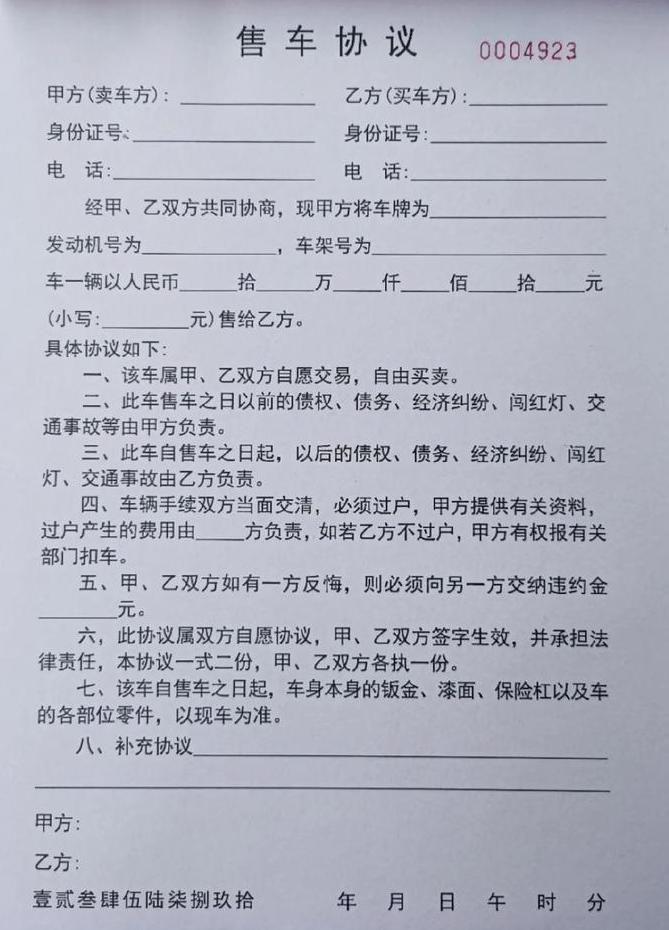 售车协议 0004923
甲方(卖车方): ______ 乙方(买车方): ______
身份证号: ______ 身份证号: ______
电 话: ______ 电 话: ______
经甲、乙双方共同协商，现甲方将车牌为______
发动机号为______，车架号为______
车一辆以人民币____拾____万____仟____佰____拾____元
(小写:______元)售给乙方。
具体协议如下:
一、该车属甲、乙双方自愿交易，自由买卖。
二、此车售车之日以前的债权、债务、经济纠纷、闯红灯、交
通事故等由甲方负责。
三、此车自售车之日起，以后的债权、债务、经济纠纷、闯红
灯、交通事故由乙方负责。
四、车辆手续双方当面交清，必须过户，甲方提供有关资料，
过户产生的费用由____方负责，如若乙方不过户，甲方有权报有关
部门扣车。
五、甲、乙双方如有一方反悔，则必须向另一方交纳违约金
______元。
六，此协议属双方自愿协议，甲、乙双方签字生效，并承担法
律责任，本协议一式二份，甲、乙双方各执一份。
七、该车自售车之日起，车身本身的钣金、漆面、保险杠以及车
的各部位零件，以现车为准。
八、补充协议______
甲方:
乙方:
壹贰叁肆伍陆柒捌玖拾 年 月 日 午 时 分